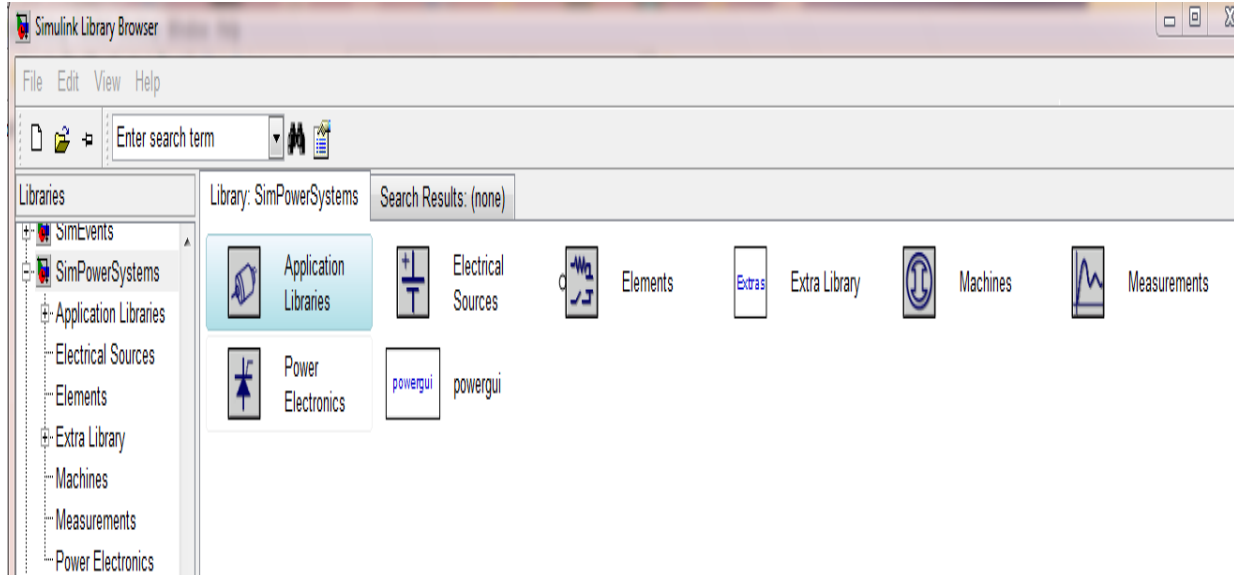 Simulink Library Browser
File Edit View Help
Enter search term
Libraries
Library: SimPowerSystems
Search Results: (none)
SimEvents
SimPowerSystems
Application Libraries
Electrical Sources
Elements
Extra Library
Machines
Measurements
Power Electronics
Application
Libraries
Electrical
Sources
Elements
Extras
Extra Library
Machines
Measurements
Power
Electronics
powergui
powergui